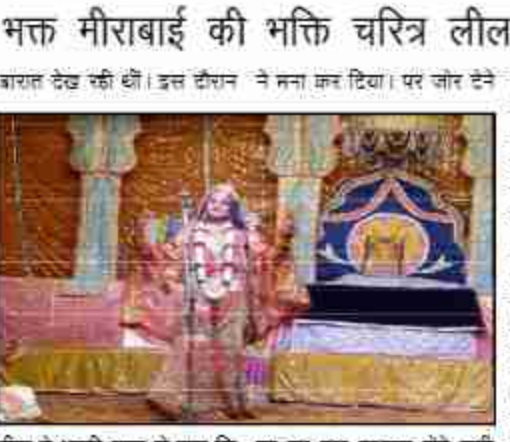 भक्त मीराबाई की भक्ति चरित्र लील
बारात देख रही थीं। इस दौरान ने मना कर दिया। पर जोर देने